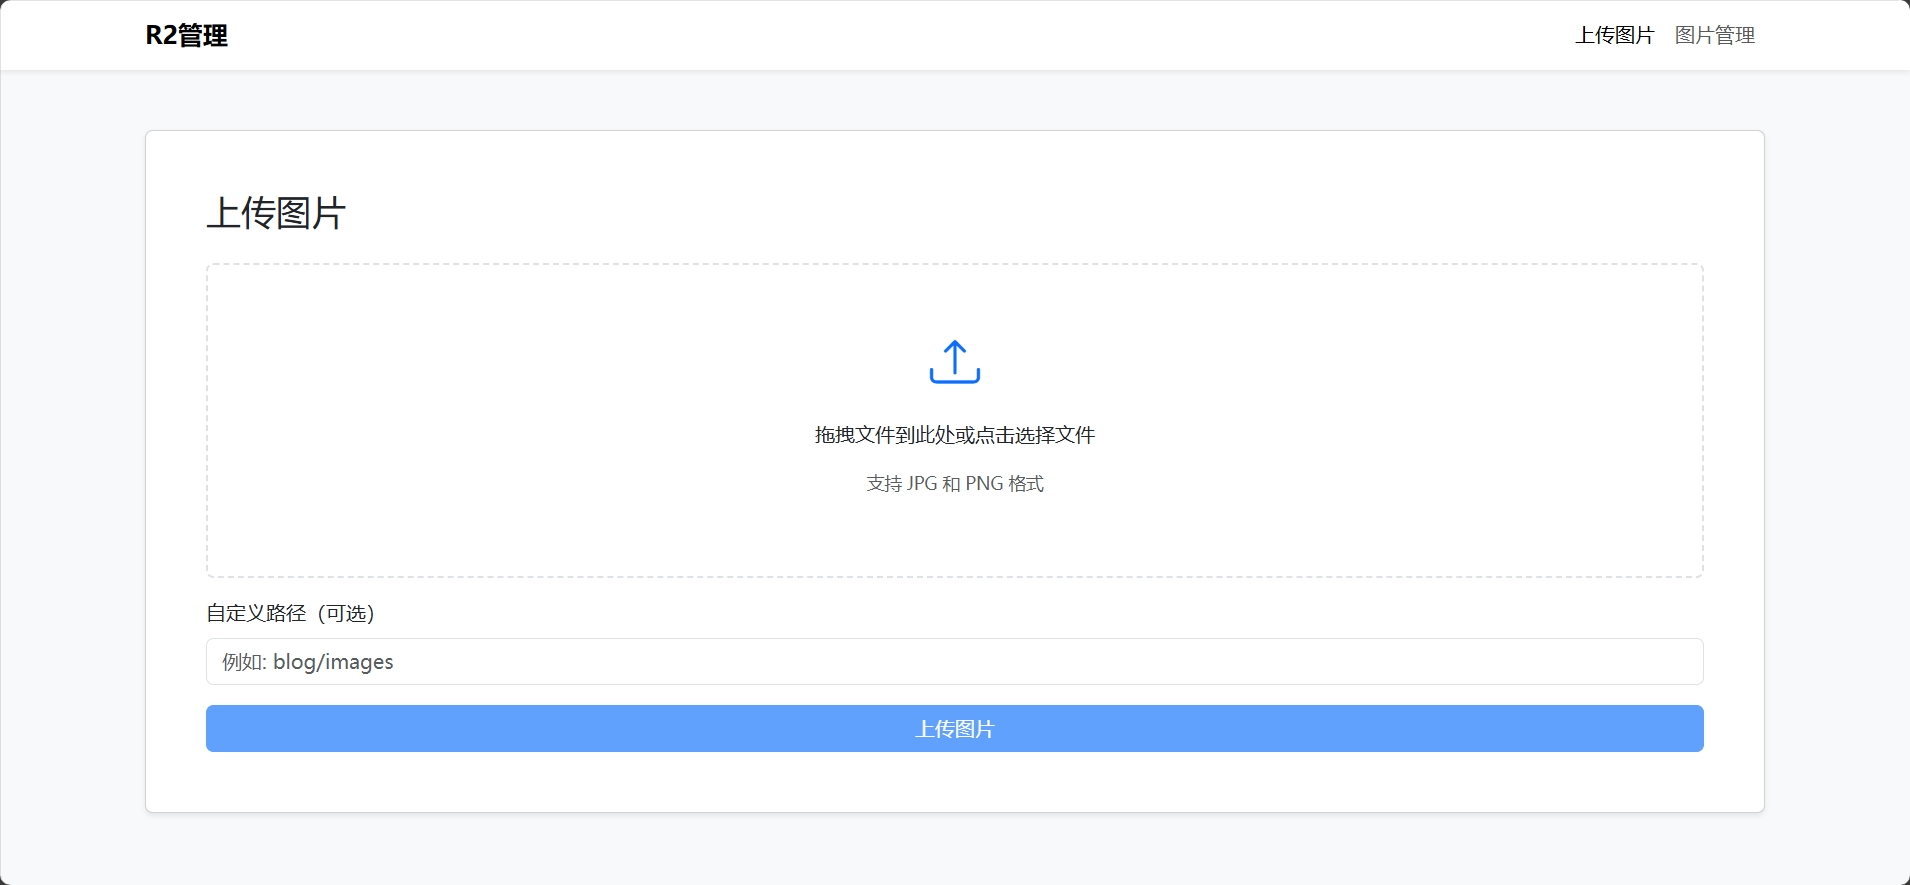 R2管理
上传图片 图片管理
上传图片
拖拽文件到此处或点击选择文件
支持 JPG 和 PNG 格式
自定义路径（可选）
例如: blog/images
上传图片